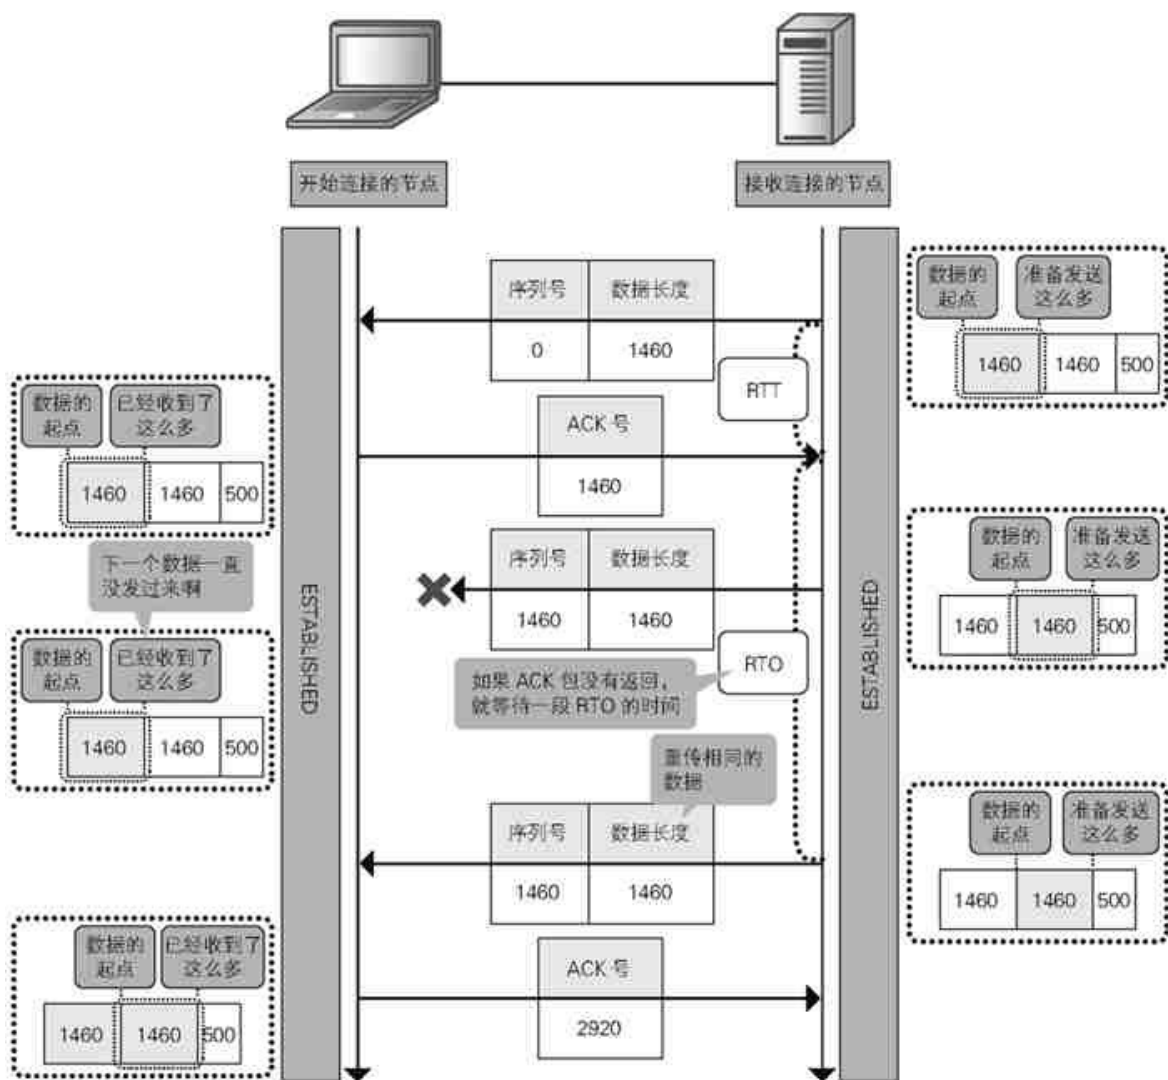 开始连接的节点
接收连接的节点
数据的
起点
准备发送
这么多
1460
1460
500
序列号
数据长度
0
1460
RTT
数据的
起点
已经收到了
这么多
1460
1460
500
ACK 号
1460
下一个数据一直
没发过来啊
序列号
数据长度
1460
1460
数据的
起点
准备发送
这么多
1460
1460
500
ESTABLISHED
ESTABLISHED
数据的
起点
已经收到了
这么多
1460
1460
500
如果 ACK 包没有返回，
就等待一段 RTO 的时间
RTO
重传相同的
数据
序列号
数据长度
1460
1460
数据的
起点
准备发送
这么多
1460
1460
500
数据的
起点
已经收到了
这么多
1460
1460
500
ACK 号
2920